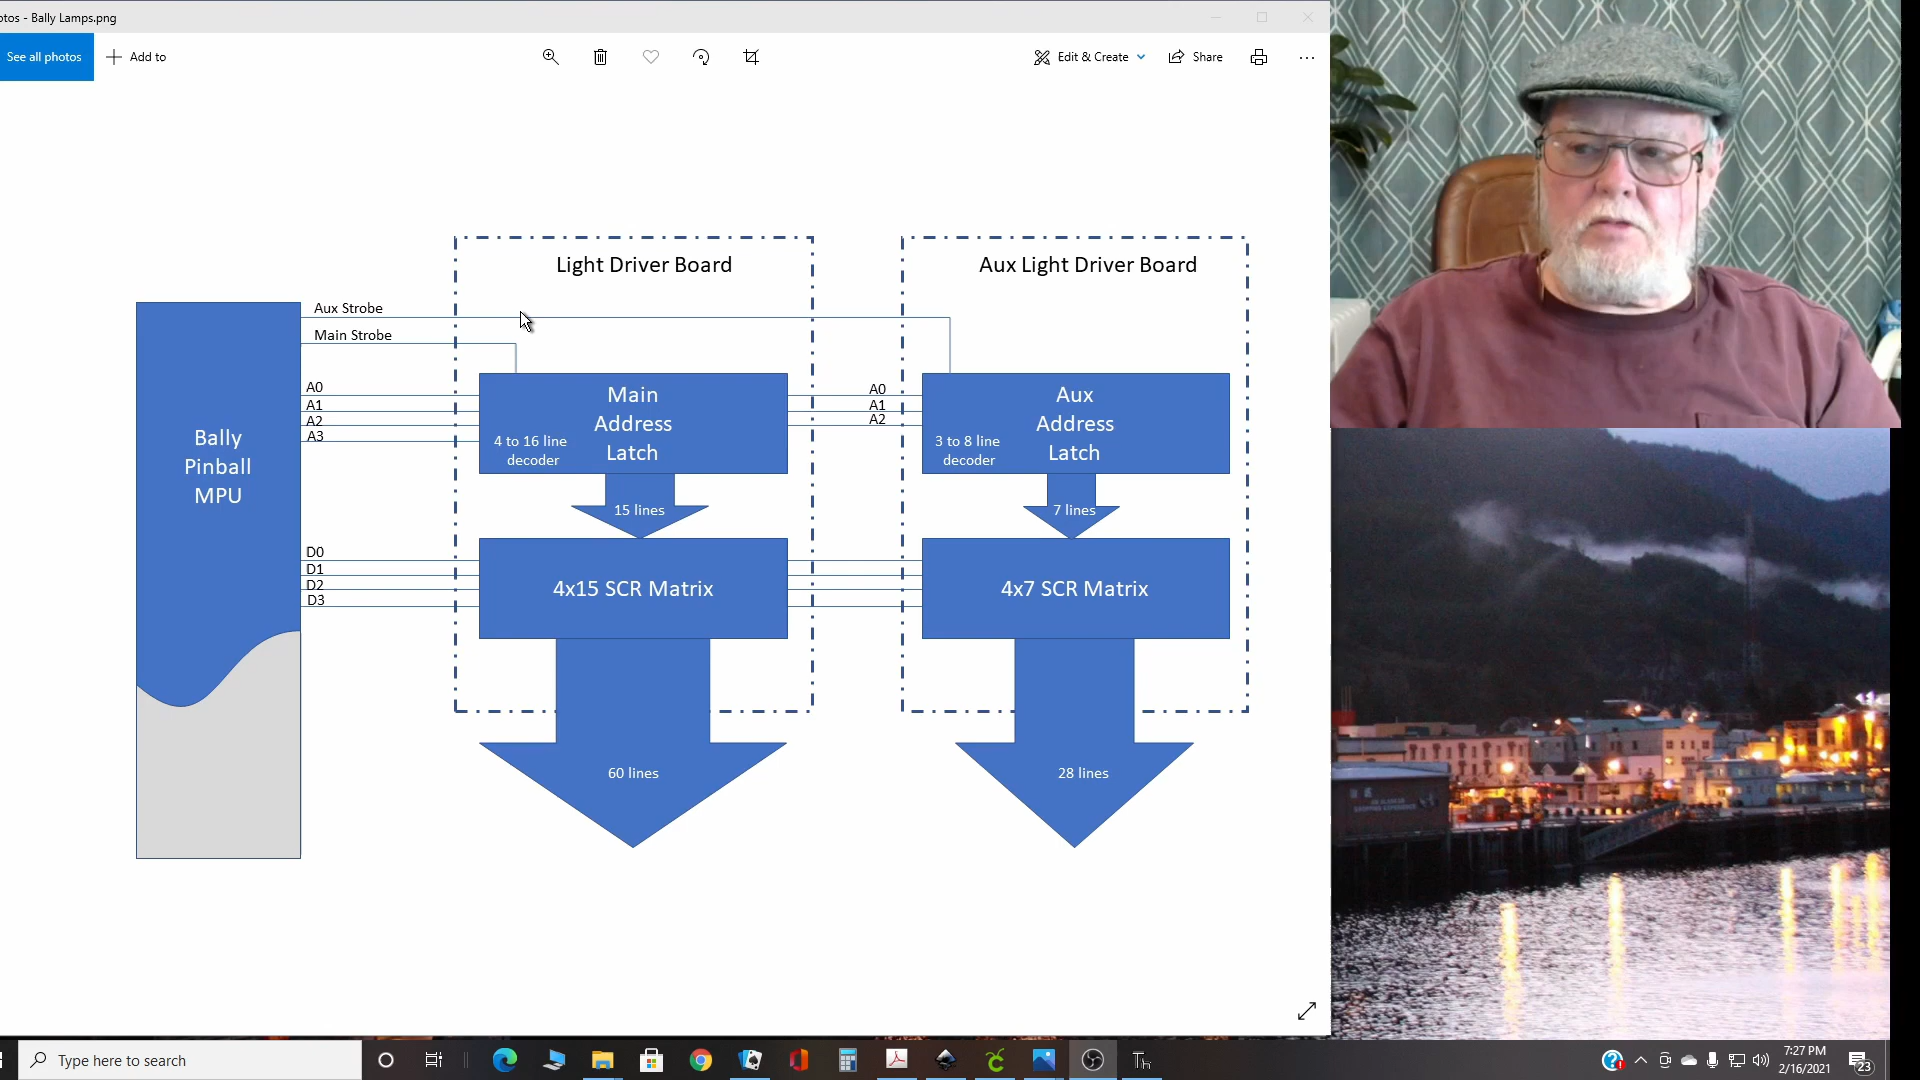 otos - Bally Lamps.png
See all photos
Add to
Edit & Create
Share
Light Driver Board
Aux Light Driver Board
Aux Strobe
Main Strobe
A0
A1
A2
A3
Bally
Pinball
MPU
Main
Address
Latch
4 to 16 line
decoder
A0
A1
A2
Aux
Address
Latch
3 to 8 line
decoder
15 lines
7 lines
D0
D1
D2
D3
4x15 SCR Matrix
4x7 SCR Matrix
60 lines
28 lines
Type here to search
7:27 PM
2/16/2021
23